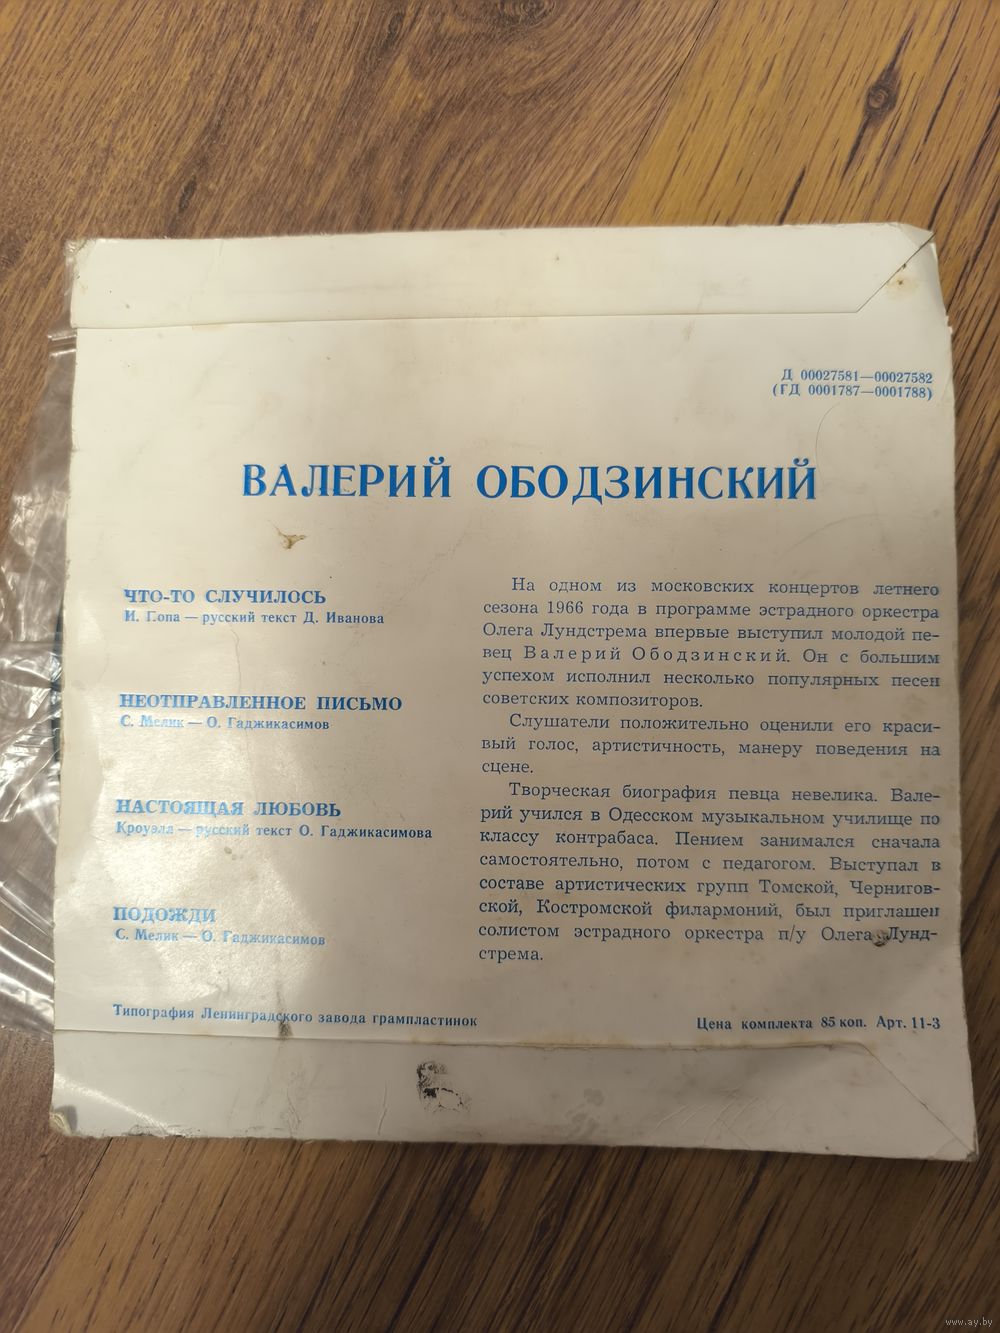 Д 00027581—00027582
(ГД 0001787—0001788)
ВАЛЕРИЙ ОБОДЗИНСКИЙ
ЧТО-ТО СЛУЧИЛОСЬ
И. Гопа — русский текст Д. Иванова
НЕОТПРАВЛЕННОЕ ПИСЬМО
С. Мелик — О. Гаджикасимов
НАСТОЯЩАЯ ЛЮБОВЬ
Кроуэлл — русский текст О. Гаджикасимова
ПОДОЖДИ
С. Мелик — О. Гаджикасимов
На одном из московских концертов летнего
сезона 1966 года в программе эстрадного оркестра
Олега Лундстрема впервые выступил молодой пе-
вец Валерий Ободзинский. Он с большим
успехом исполнил несколько популярных песен
советских композиторов.
Слушатели положительно оценили его краси-
вый голос, артистичность, манеру поведения на
сцене.
Творческая биография певца невелика. Вале-
рий учился в Одесском музыкальном училище по
классу контрабаса. Пением занимался сначала
самостоятельно, потом с педагогом. Выступал в
составе артистических групп Томской, Чернигов-
ской, Костромской филармоний, был приглашен
солистом эстрадного оркестра п/у Олега Лунд-
стрема.
Типография Ленинградского завода грампластинок
Цена комплекта 85 коп. Арт. 11-3
www.ay.by